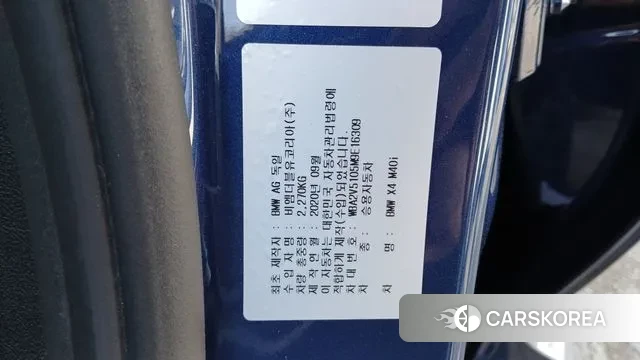 최초 제작자 : BMW AG 독일
수 입 자 명 : 비엠더블유코리아(주)
차량 총중량 : 2,270KG
제 작 연 월 : 2020년 09월
이 자동차는 대한민국 자동차관리법령에
적합하게 제작(수입)되었습니다.
차 대 번 호 : WBA2V5105M9E16309
차 종 : 승용자동차
차 명 : BMW X4 M40i
CARSKOREA